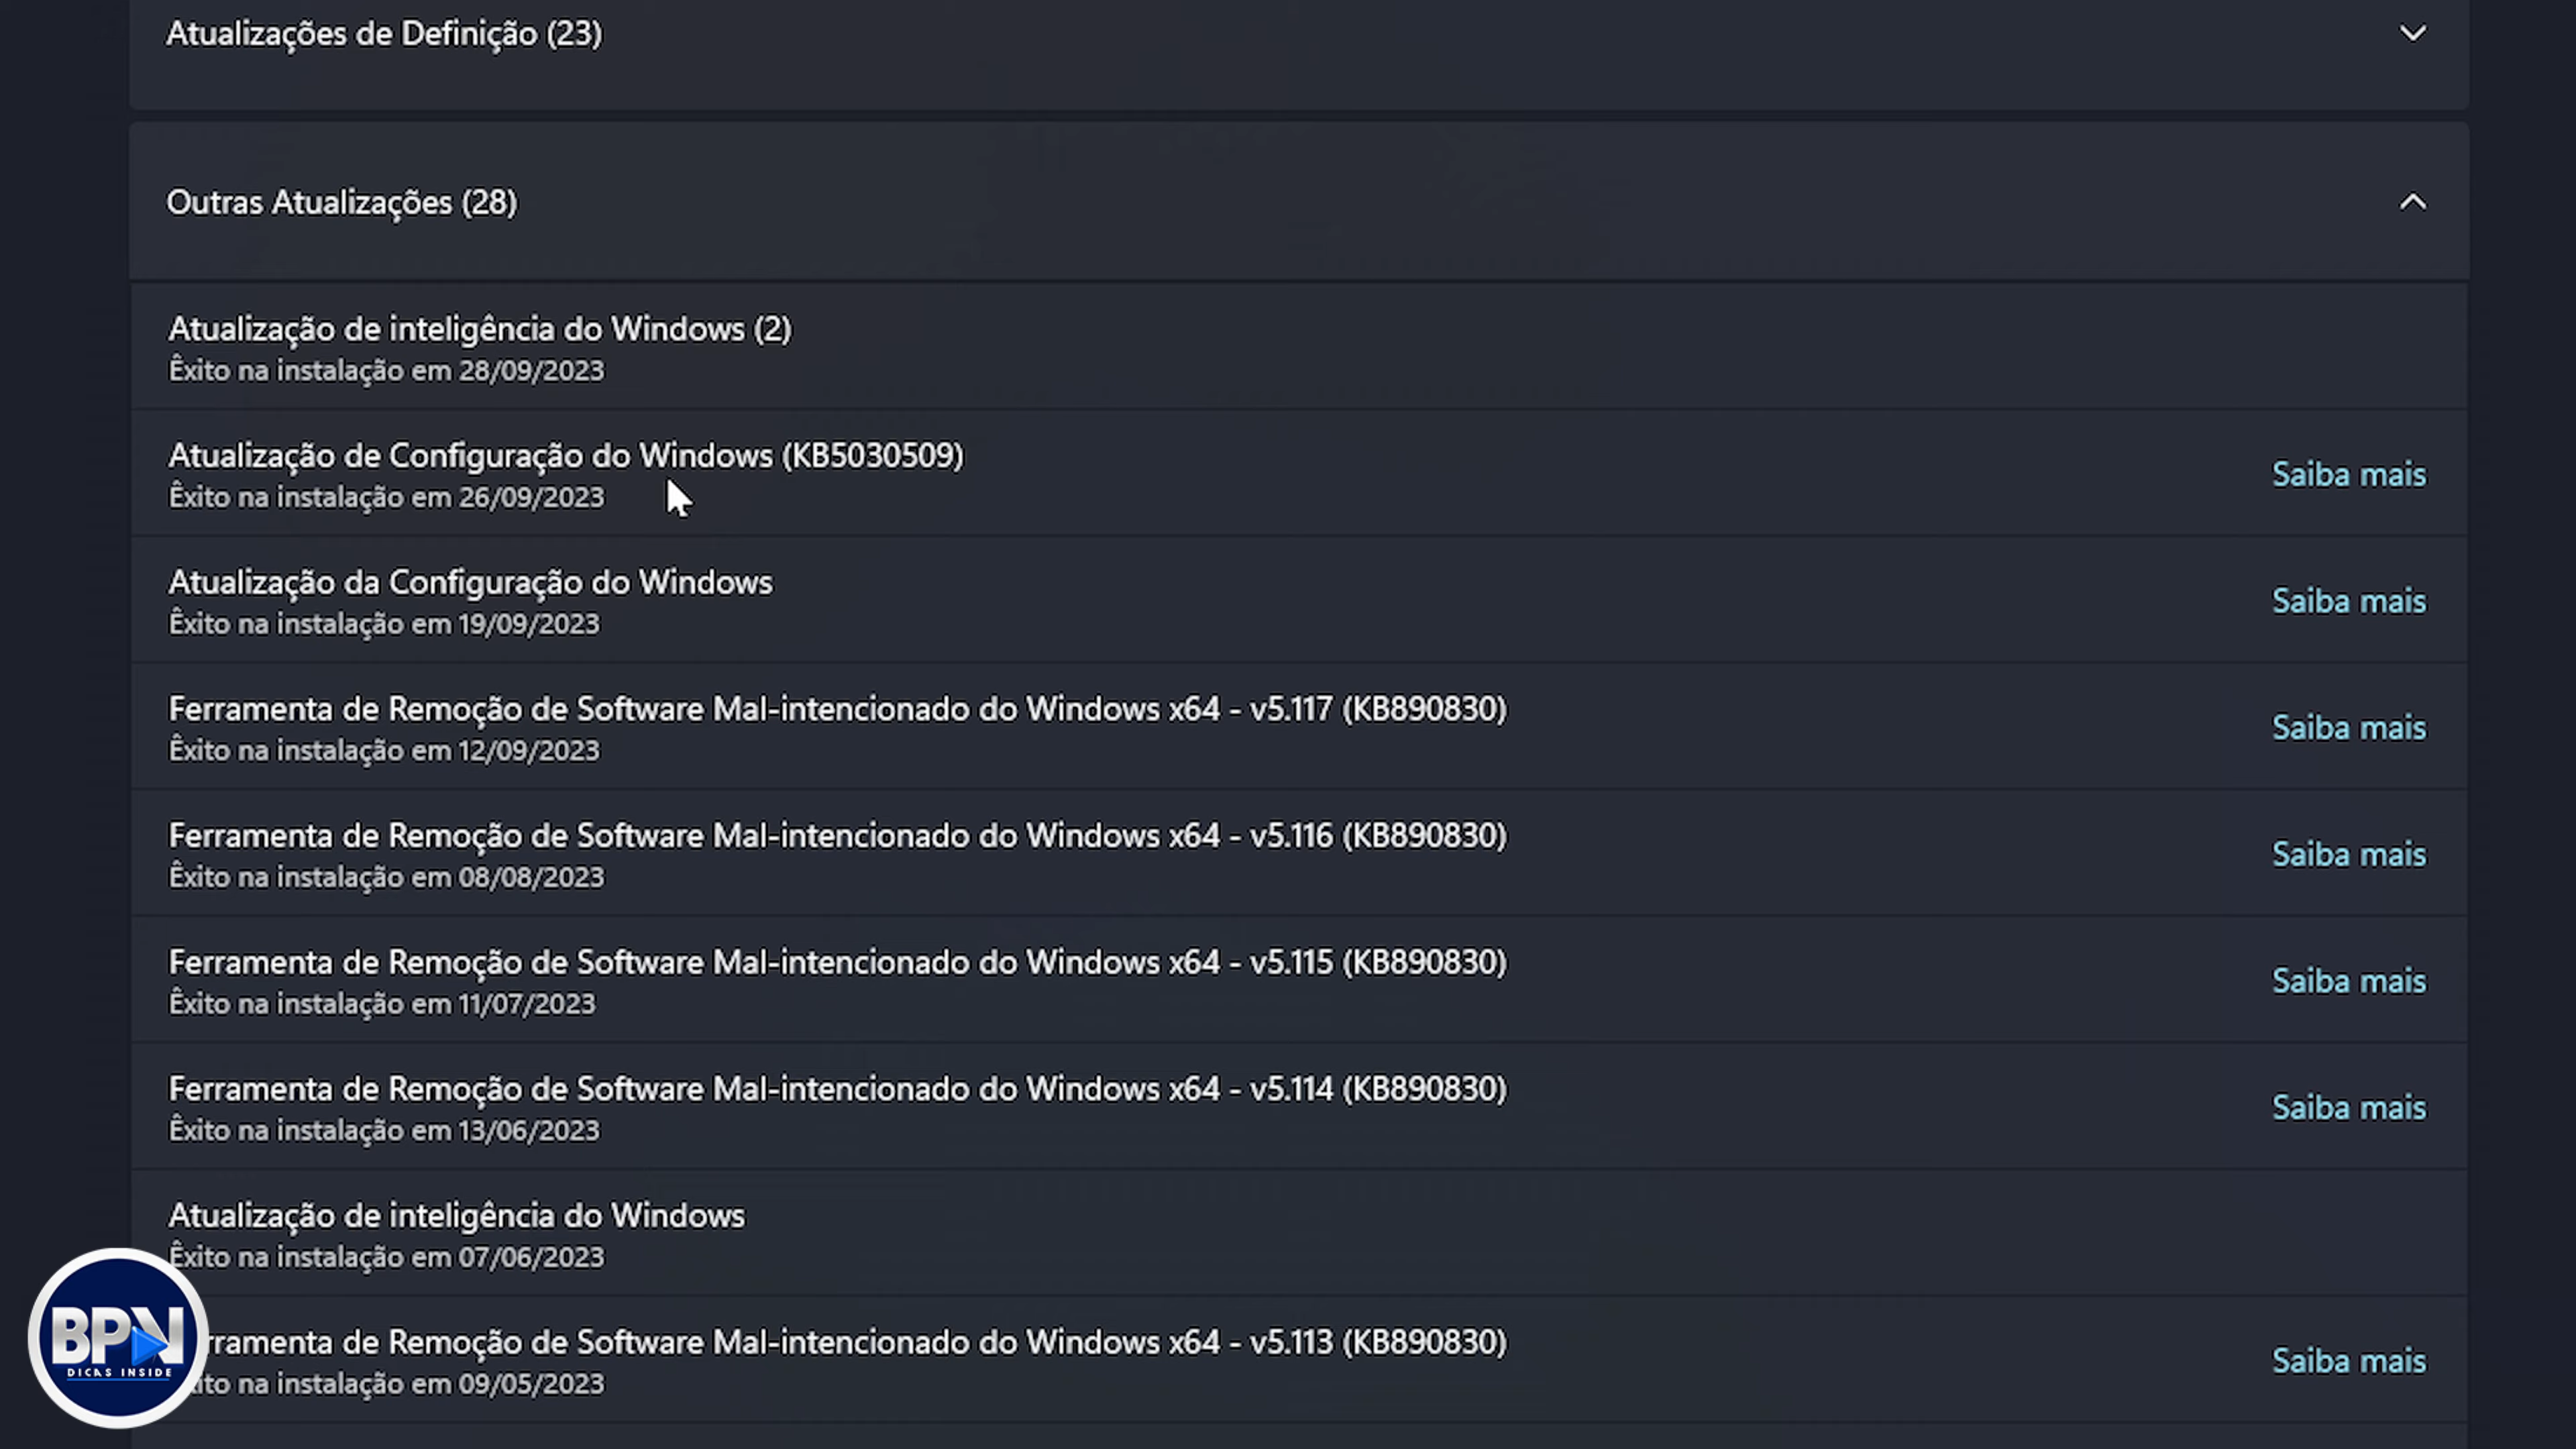 Atualizações de Definição (23)
Outras Atualizações (28)
Atualização de inteligência do Windows (2)
Êxito na instalação em 28/09/2023
Atualização de Configuração do Windows (KB5030509)
Êxito na instalação em 26/09/2023
Saiba mais
Atualização da Configuração do Windows
Êxito na instalação em 19/09/2023
Saiba mais
Ferramenta de Remoção de Software Mal-intencionado do Windows x64 - v5.117 (KB890830)
Êxito na instalação em 12/09/2023
Saiba mais
Ferramenta de Remoção de Software Mal-intencionado do Windows x64 - v5.116 (KB890830)
Êxito na instalação em 08/08/2023
Saiba mais
Ferramenta de Remoção de Software Mal-intencionado do Windows x64 - v5.115 (KB890830)
Êxito na instalação em 11/07/2023
Saiba mais
Ferramenta de Remoção de Software Mal-intencionado do Windows x64 - v5.114 (KB890830)
Êxito na instalação em 13/06/2023
Saiba mais
Atualização de inteligência do Windows
Êxito na instalação em 07/06/2023
rramenta de Remoção de Software Mal-intencionado do Windows x64 - v5.113 (KB890830)
ito na instalação em 09/05/2023
Saiba mais
BPN
DICAS INSIDE